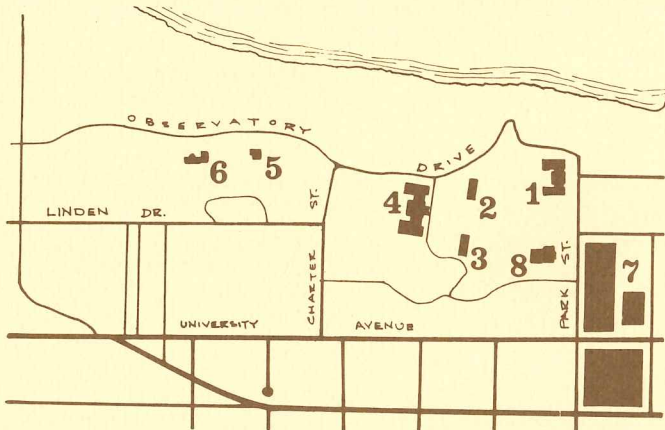 OBSERVATORY DRIVE
6
5
1
2
4
LINDEN DR.
CHARTER ST.
3
8
PARK ST.
7
UNIVERSITY AVENUE